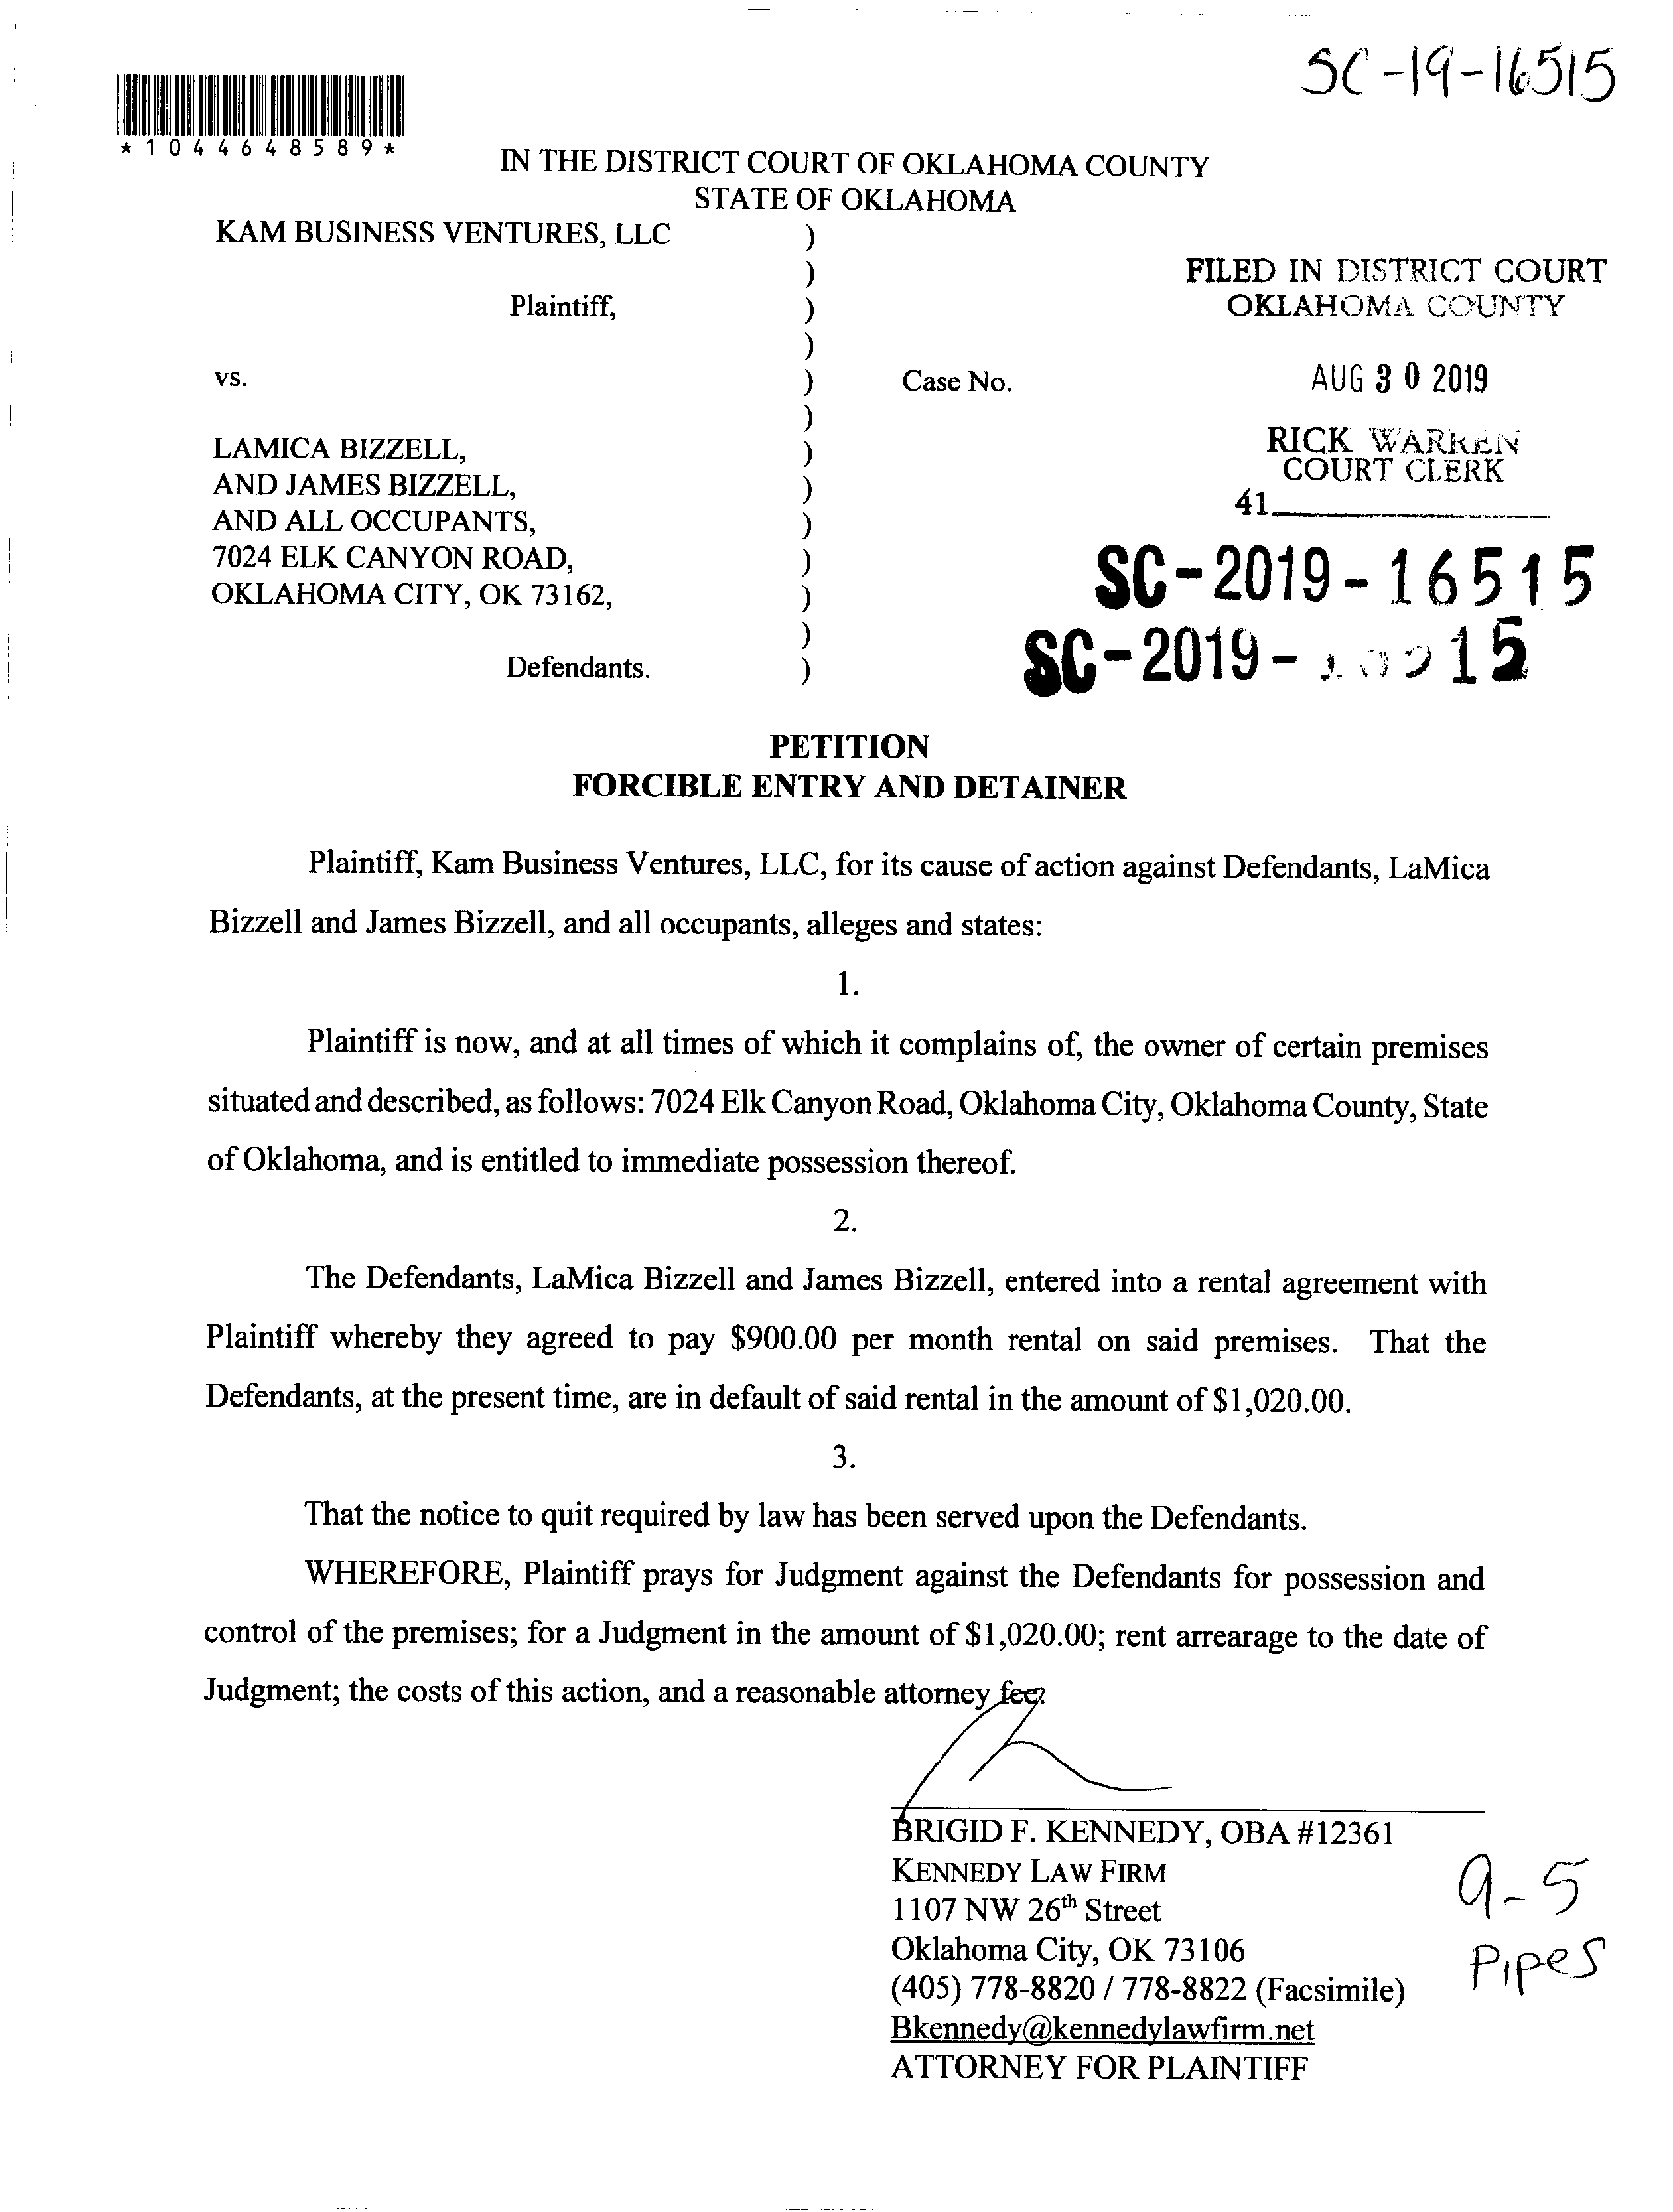 SC-19-16515
*1044648589*
IN THE DISTRICT COURT OF OKLAHOMA COUNTY
STATE OF OKLAHOMA
KAM BUSINESS VENTURES, LLC )
)
FILED IN DISTRICT COURT
Plaintiff, )
OKLAHOMA COUNTY
)
vs. ) Case No.
AUG 30 2019
)
RICK WARREN
LAMICA BIZZELL, )
COURT CLERK
AND JAMES BIZZELL, )
41
AND ALL OCCUPANTS, )
7024 ELK CANYON ROAD, )
SC-2019-16515
OKLAHOMA CITY, OK 73162, )
)
SC-2019- 15
Defendants. )
PETITION
FORCIBLE ENTRY AND DETAINER
Plaintiff, Kam Business Ventures, LLC, for its cause of action against Defendants, LaMica
Bizzell and James Bizzell, and all occupants, alleges and states:
1.
Plaintiff is now, and at all times of which it complains of, the owner of certain premises
situated and described, as follows: 7024 Elk Canyon Road, Oklahoma City, Oklahoma County, State
of Oklahoma, and is entitled to immediate possession thereof.
2.
The Defendants, LaMica Bizzell and James Bizzell, entered into a rental agreement with
Plaintiff whereby they agreed to pay $900.00 per month rental on said premises. That the
Defendants, at the present time, are in default of said rental in the amount of $1,020.00.
3.
That the notice to quit required by law has been served upon the Defendants.
WHEREFORE, Plaintiff prays for Judgment against the Defendants for possession and
control of the premises; for a Judgment in the amount of $1,020.00; rent arrearage to the date of
Judgment; the costs of this action, and a reasonable attorney fee.
BRIGID F. KENNEDY, OBA #12361
KENNEDY LAW FIRM
1107 NW 26th Street
Oklahoma City, OK 73106
(405) 778-8820 / 778-8822 (Facsimile)
Bkennedy@kennedylawfirm.net
ATTORNEY FOR PLAINTIFF
9-5
Pipes